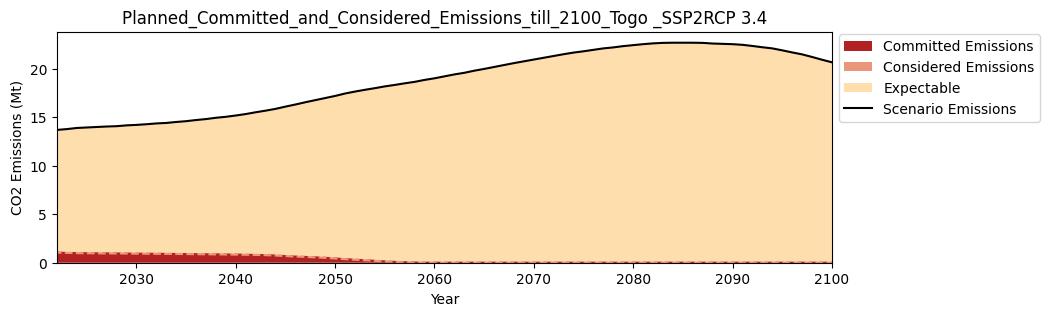 Planned_Committed_and_Considered_Emissions_till_2100_Togo _SSP2RCP 3.4
CO2 Emissions (Mt)
20
15
10
5
0
2030
2040
2050
2060
2070
2080
2090
2100
Year
Committed Emissions
Considered Emissions
Expectable
Scenario Emissions